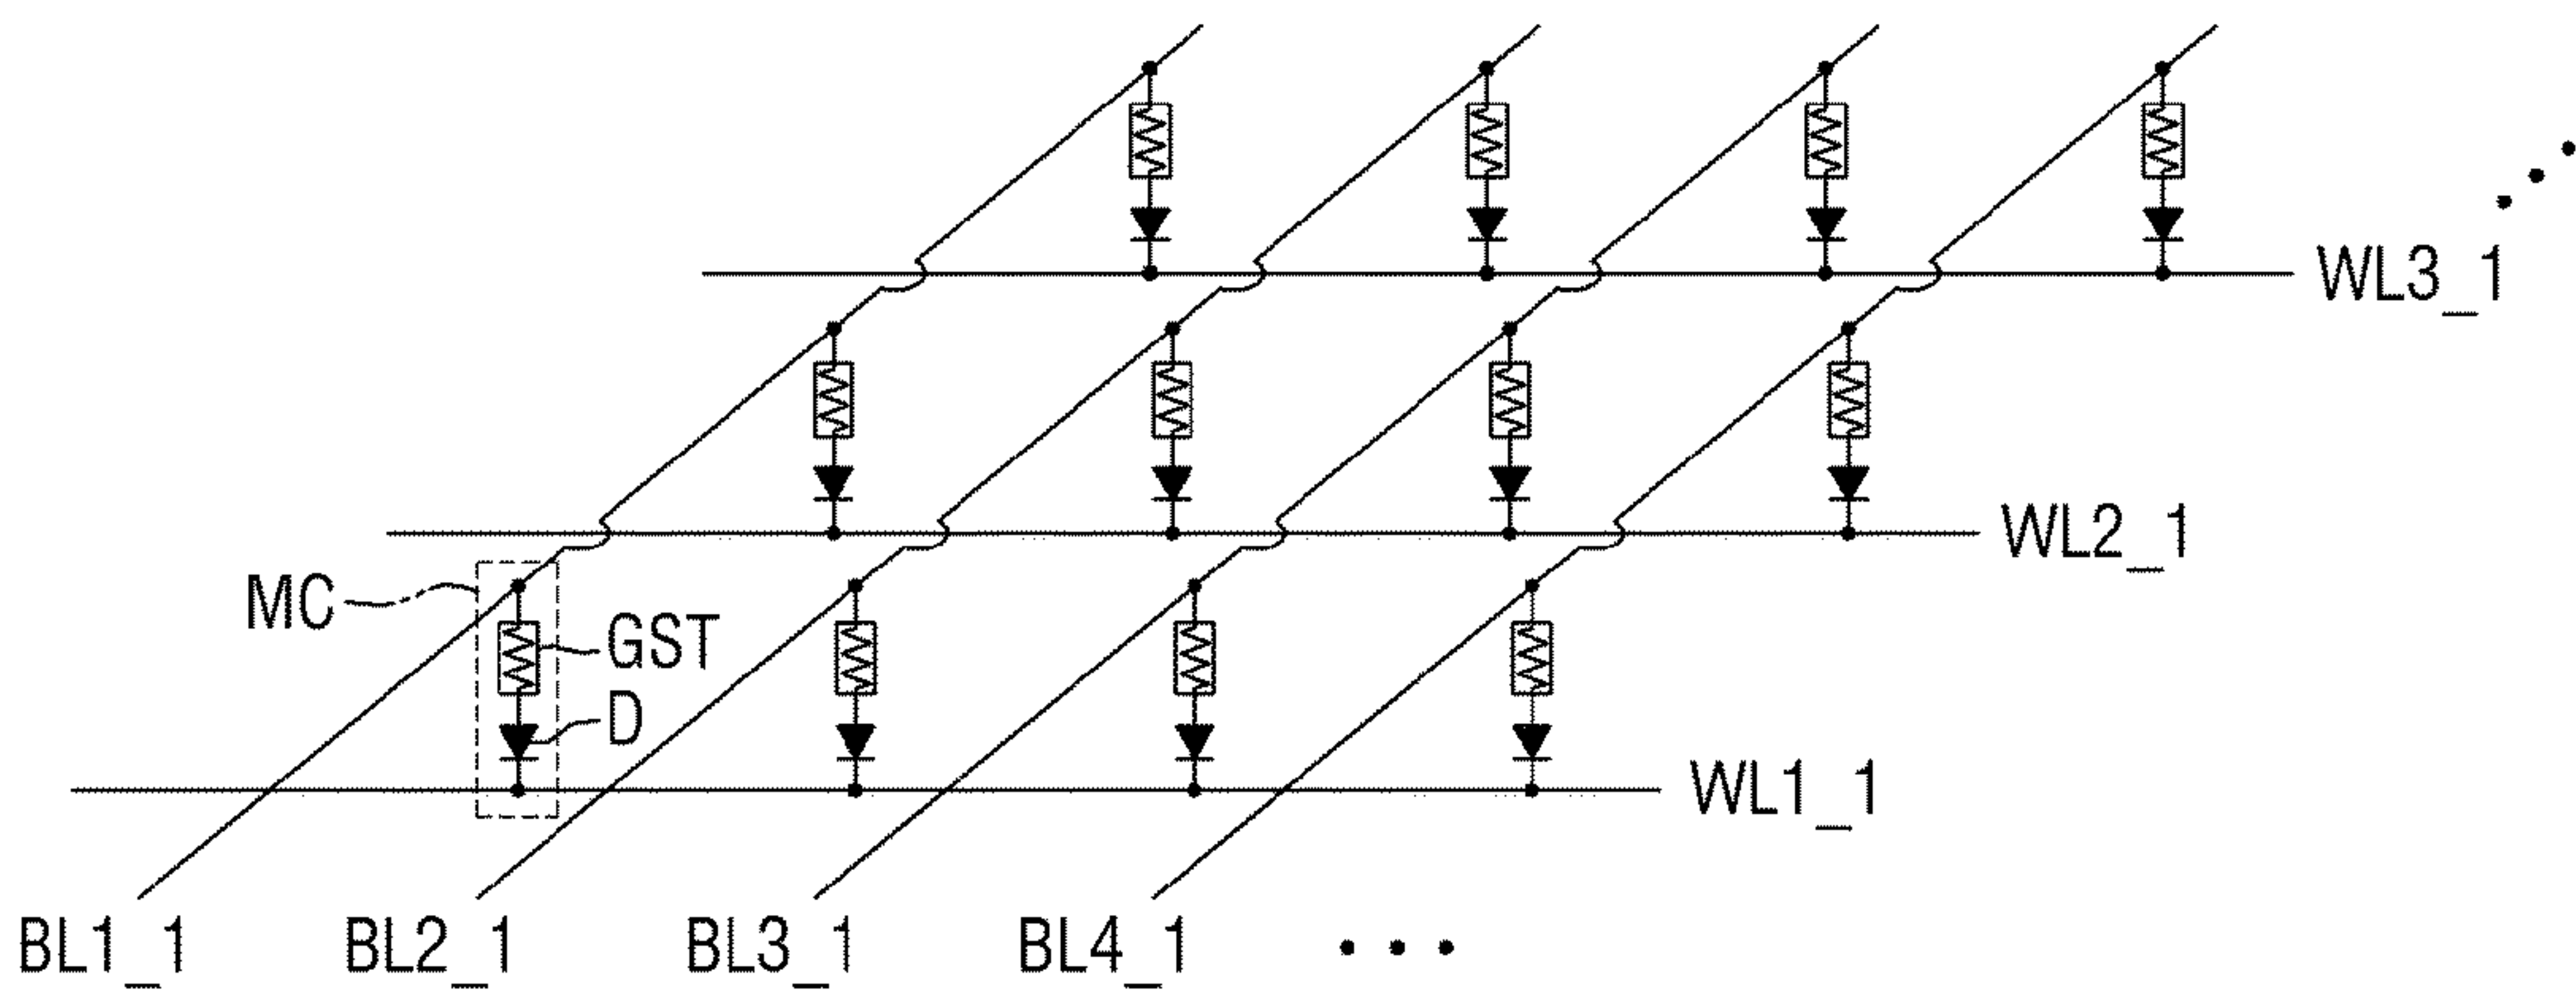 WL3_1
WL2_1
MC
GST
D
WL1_1
BL1_1 BL2_1 BL3_1 BL4_1 • • •